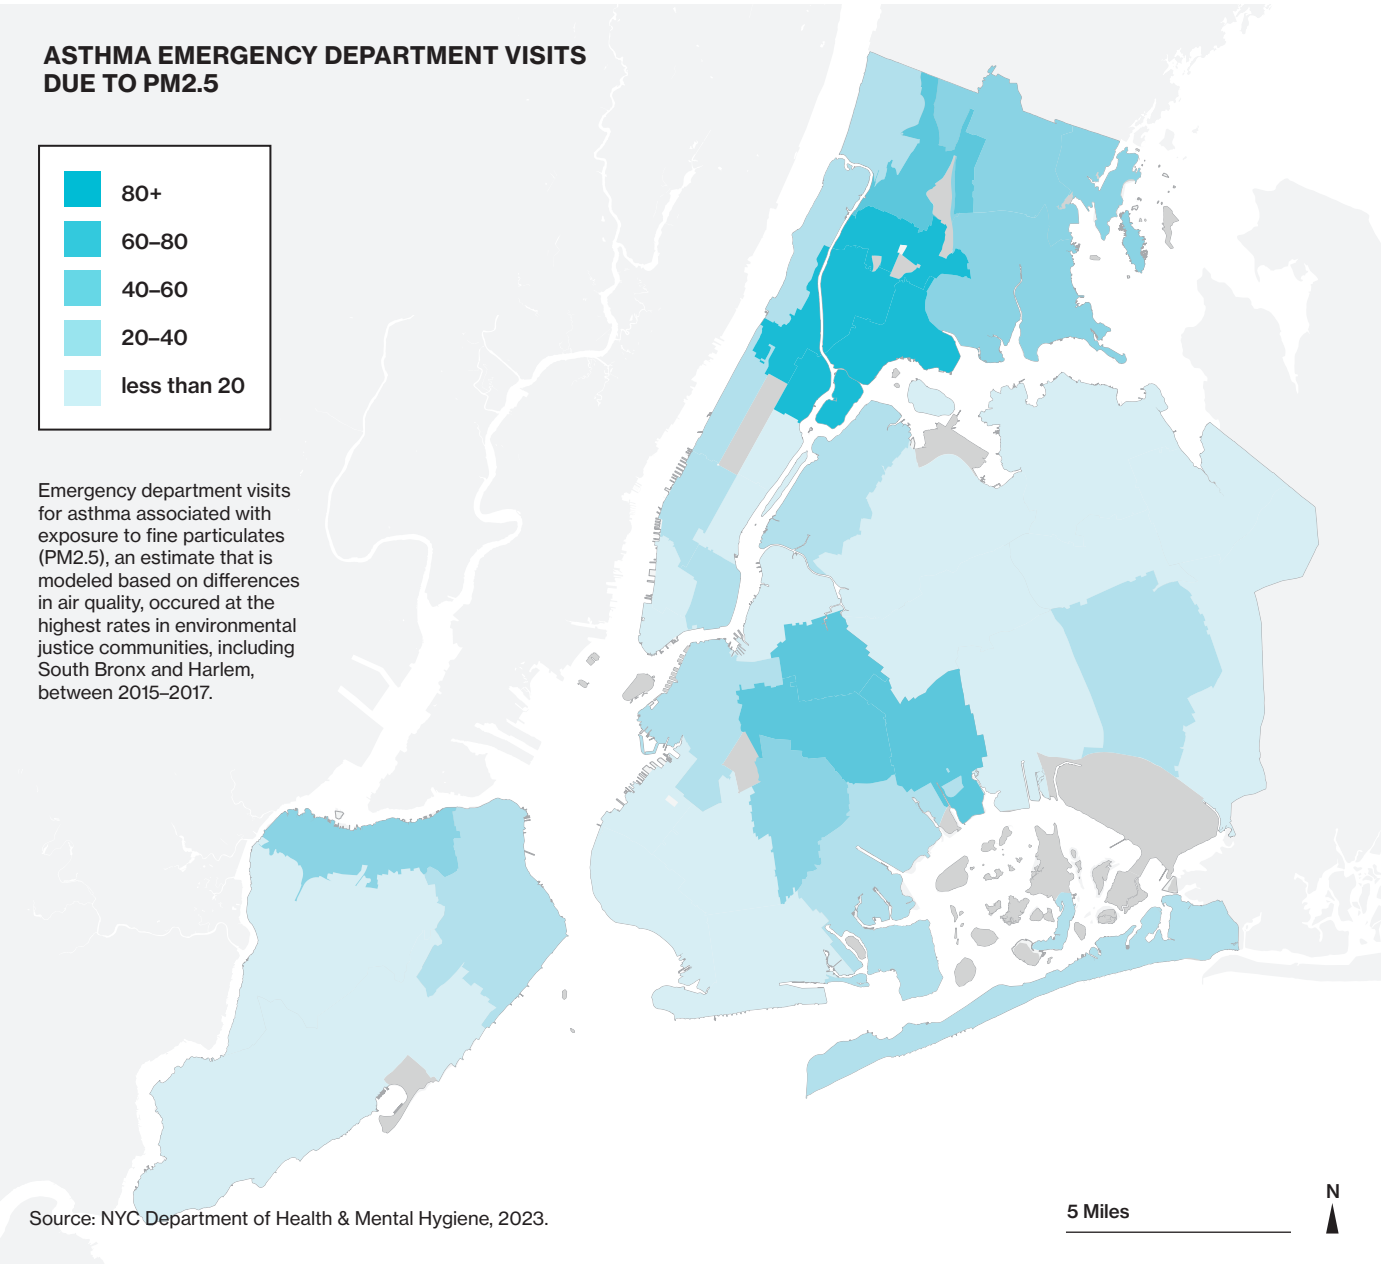 ASTHMA EMERGENCY DEPARTMENT VISITS
DUE TO PM2.5
80+
60–80
40–60
20–40
less than 20
Emergency department visits
for asthma associated with
exposure to fine particulates
(PM2.5), an estimate that is
modeled based on differences
in air quality, occured at the
highest rates in environmental
justice communities, including
South Bronx and Harlem,
between 2015–2017.
Source: NYC Department of Health & Mental Hygiene, 2023.
5 Miles
N